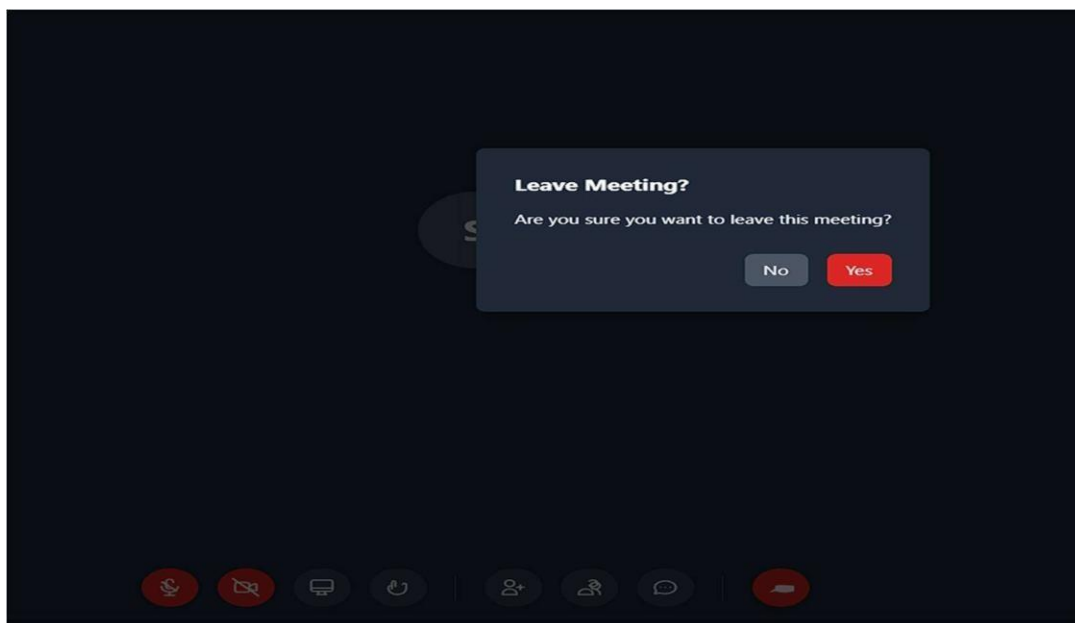 S
Leave Meeting?
Are you sure you want to leave this meeting?
No
Yes